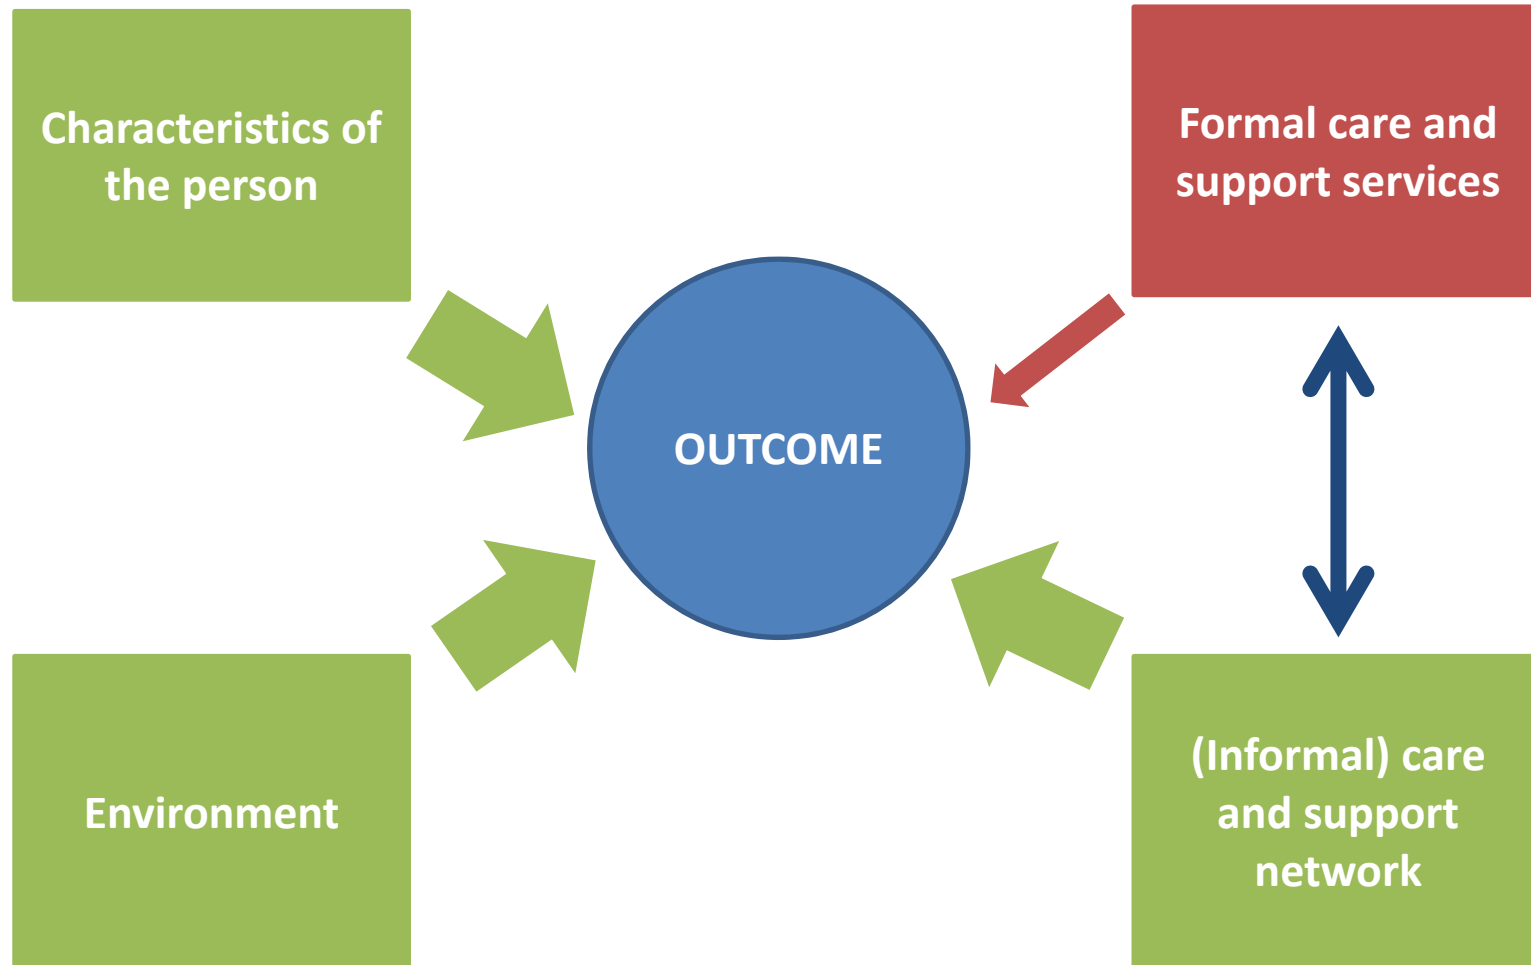 Characteristics of
the person
Formal care and
support services
OUTCOME
Environment
(Informal) care
and support
network